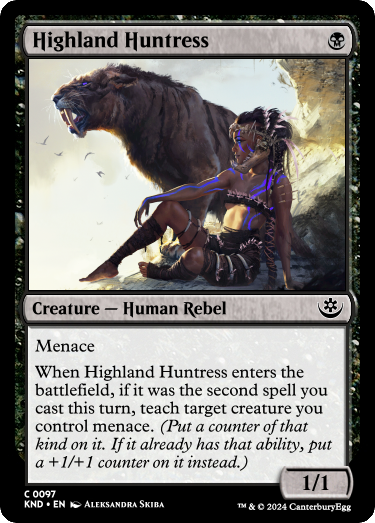 Highland Huntress
Creature — Human Rebel
Menace
When Highland Huntress enters the
battlefield, if it was the second spell you
cast this turn, teach target creature you
control menace. (Put a counter of that
kind on it. If it already has that ability, put
a +1/+1 counter on it instead.)
1/1
C 0097
KND • EN Aleksandra Skiba
™ & © 2024 CanterburyEgg